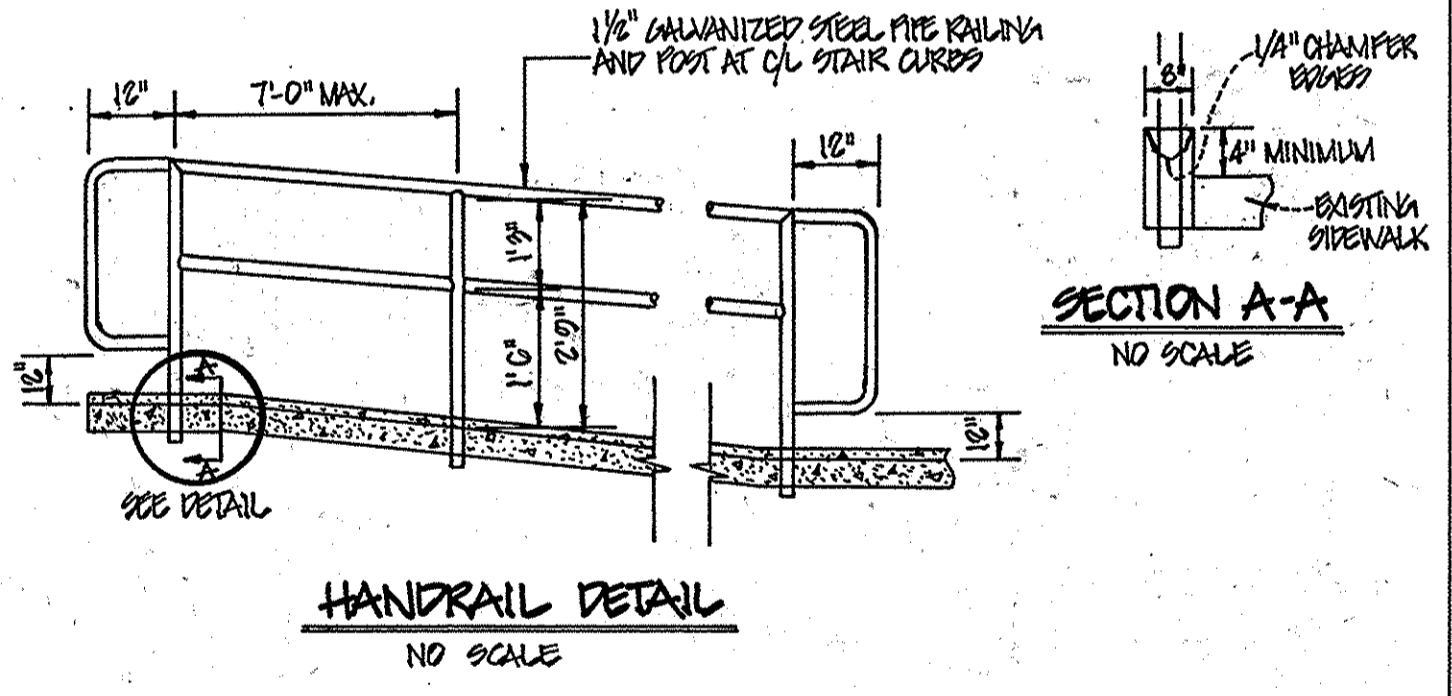 1½" GALVANIZED STEEL PIPE RAILING
AND POST AT C/L STAIR CURBS
12"
7'-0" MAX.
12"
1'.3"
2'.6"
12"
A
A
SEE DETAIL
12"
HANDRAIL DETAIL
NO SCALE
1/4" CHAMFER
EDGES
8"
4" MINIMUM
EXISTING
SIDEWALK
SECTION A-A
NO SCALE